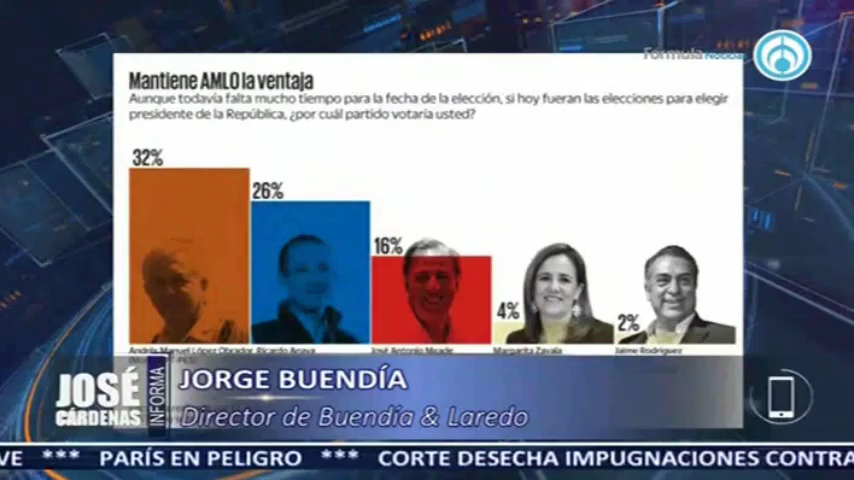 Fórmula Noticias
Mantiene AMLO la ventaja
Aunque todavía falta mucho tiempo para la fecha de la elección, si hoy fueran las elecciones para elegir
presidente de la República, ¿por cuál partido votaría usted?
32%
26%
16%
4%
2%
Andrés Manuel López Obrador
Ricardo Anaya
José Antonio Meade
Margarita Zavala
Jaime Rodríguez
JOSÉ
CÁRDENAS
INFORMA
JORGE BUENDÍA
Director de Buendía & Laredo
VE *** PARÍS EN PELIGRO *** CORTE DESECHA IMPUGNACIONES CONTRA